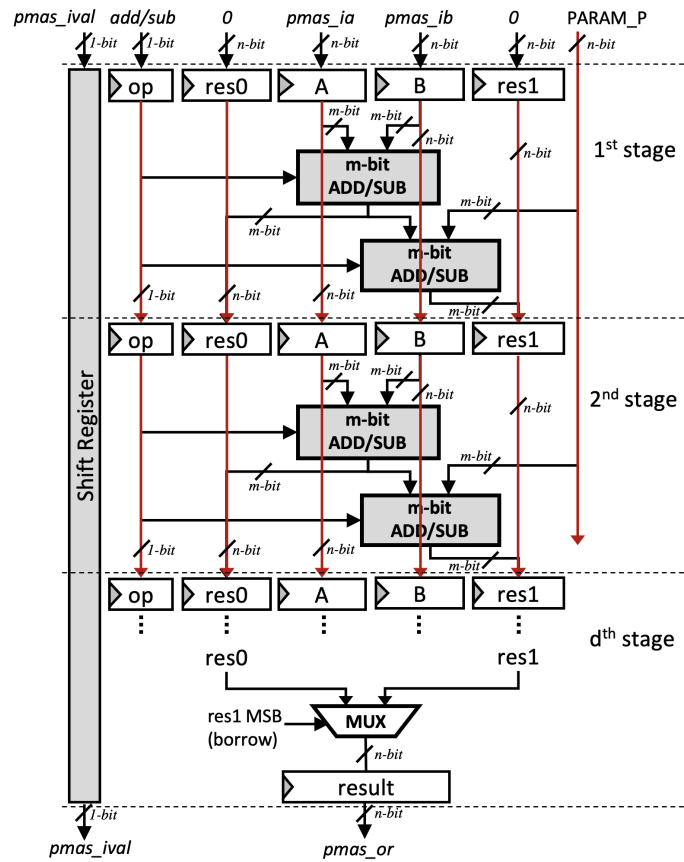 pmas_ival add/sub 0 pmas_ia pmas_ib 0 PARAM_P
1-bit 1-bit n-bit n-bit n-bit n-bit n-bit
op res0 A B res1
m-bit m-bit
n-bit n-bit
1st stage
m-bit
ADD/SUB
m-bit
m-bit
m-bit
ADD/SUB
1-bit n-bit n-bit m-bit
op res0 A B res1
m-bit m-bit
n-bit n-bit
2nd stage
m-bit
ADD/SUB
m-bit
m-bit
m-bit
ADD/SUB
1-bit n-bit n-bit m-bit
Shift Register
op res0 A B res1
dth stage
res0 res1
res1 MSB
(borrow)
MUX
n-bit
result
1-bit n-bit
pmas_ival pmas_or